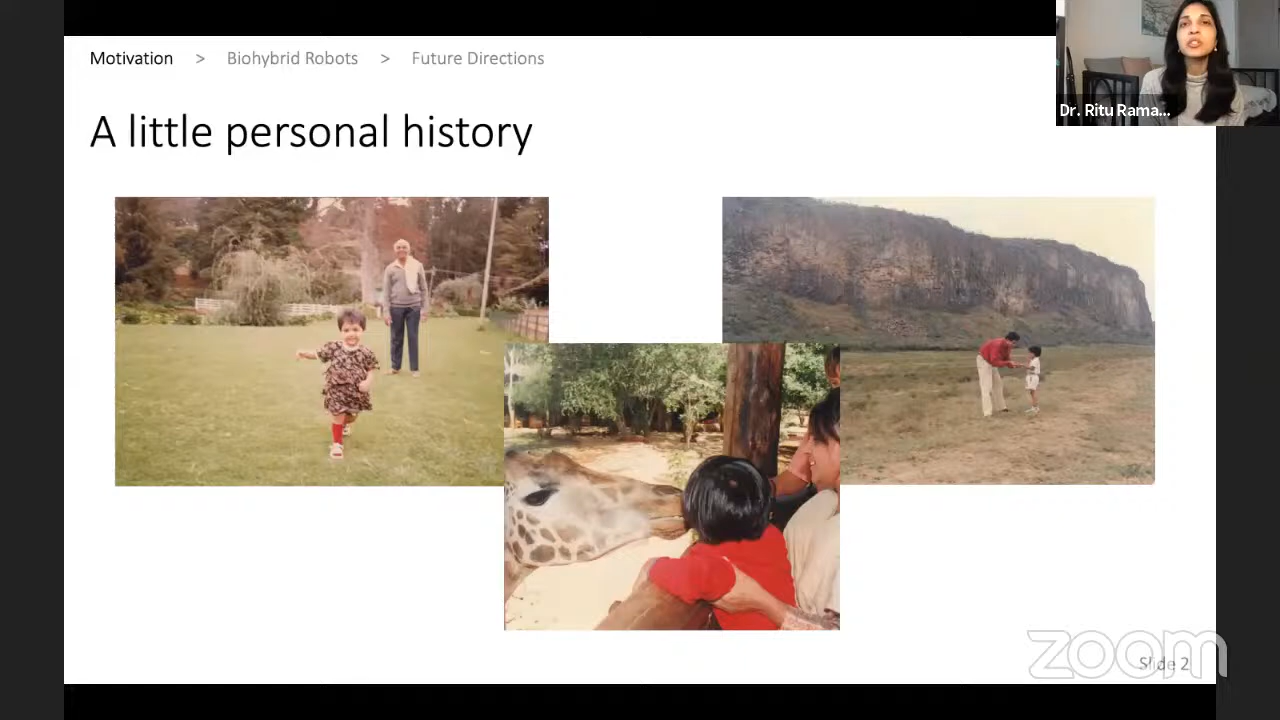 Motivation > Biohybrid Robots > Future Directions
Dr. Ritu Rama...
A little personal history
zoom
Slide 2